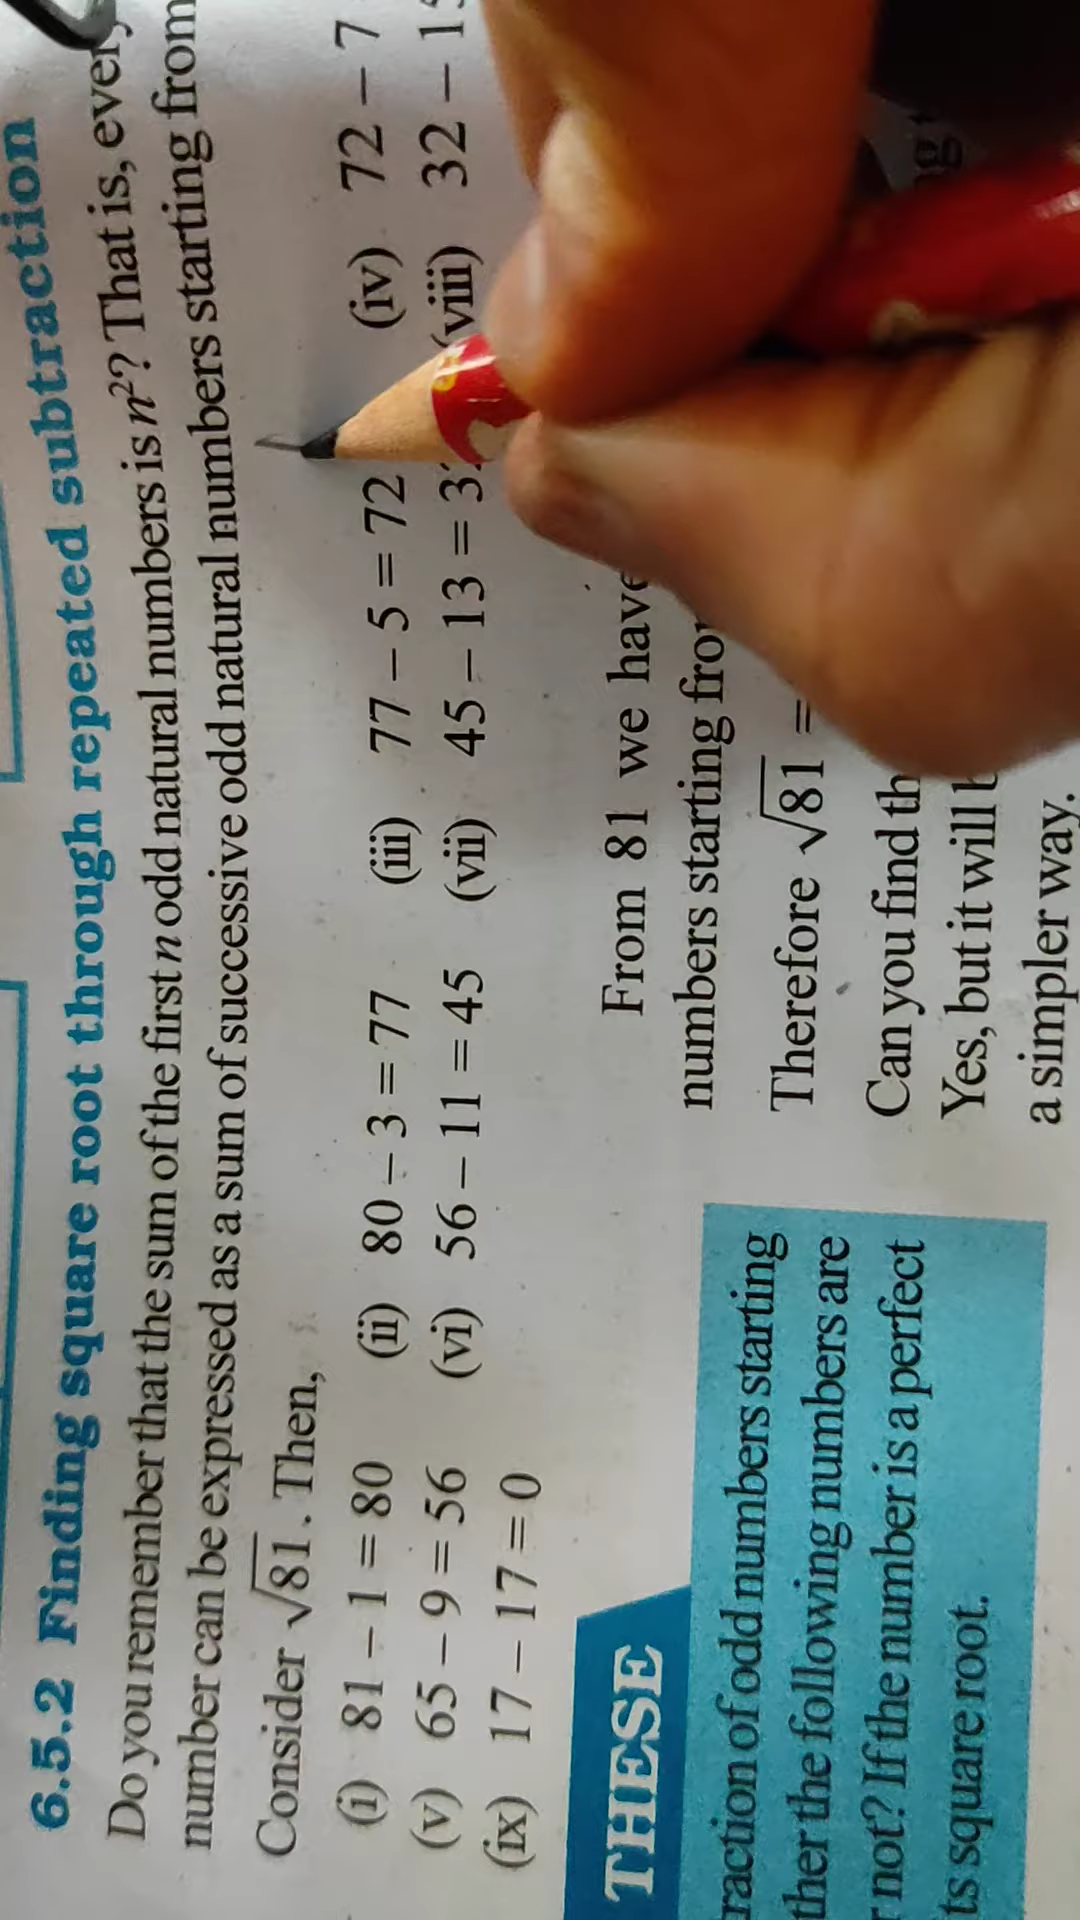 6.5.2 Finding square root through repeated subtraction
Do you remember that the sum of the first n odd natural numbers is n²? That is, every
number can be expressed as a sum of successive odd natural numbers starting from
Consider √81. Then,
(i) 81 – 1 = 80 (ii) 80 – 3 = 77 (iii) 77 – 5 = 72 (iv) 72 – 7
(v) 65 – 9 = 56 (vi) 56 – 11 = 45 (vii) 45 – 13 = 32 (viii) 32 – 15
(ix) 17 – 17 = 0
From 81 we have
numbers starting from
Therefore √81 =
Can you find th
Yes, but it will b
a simpler way.
THESE
raction of odd numbers starting
ther the following numbers are
r not? If the number is a perfect
ts square root.